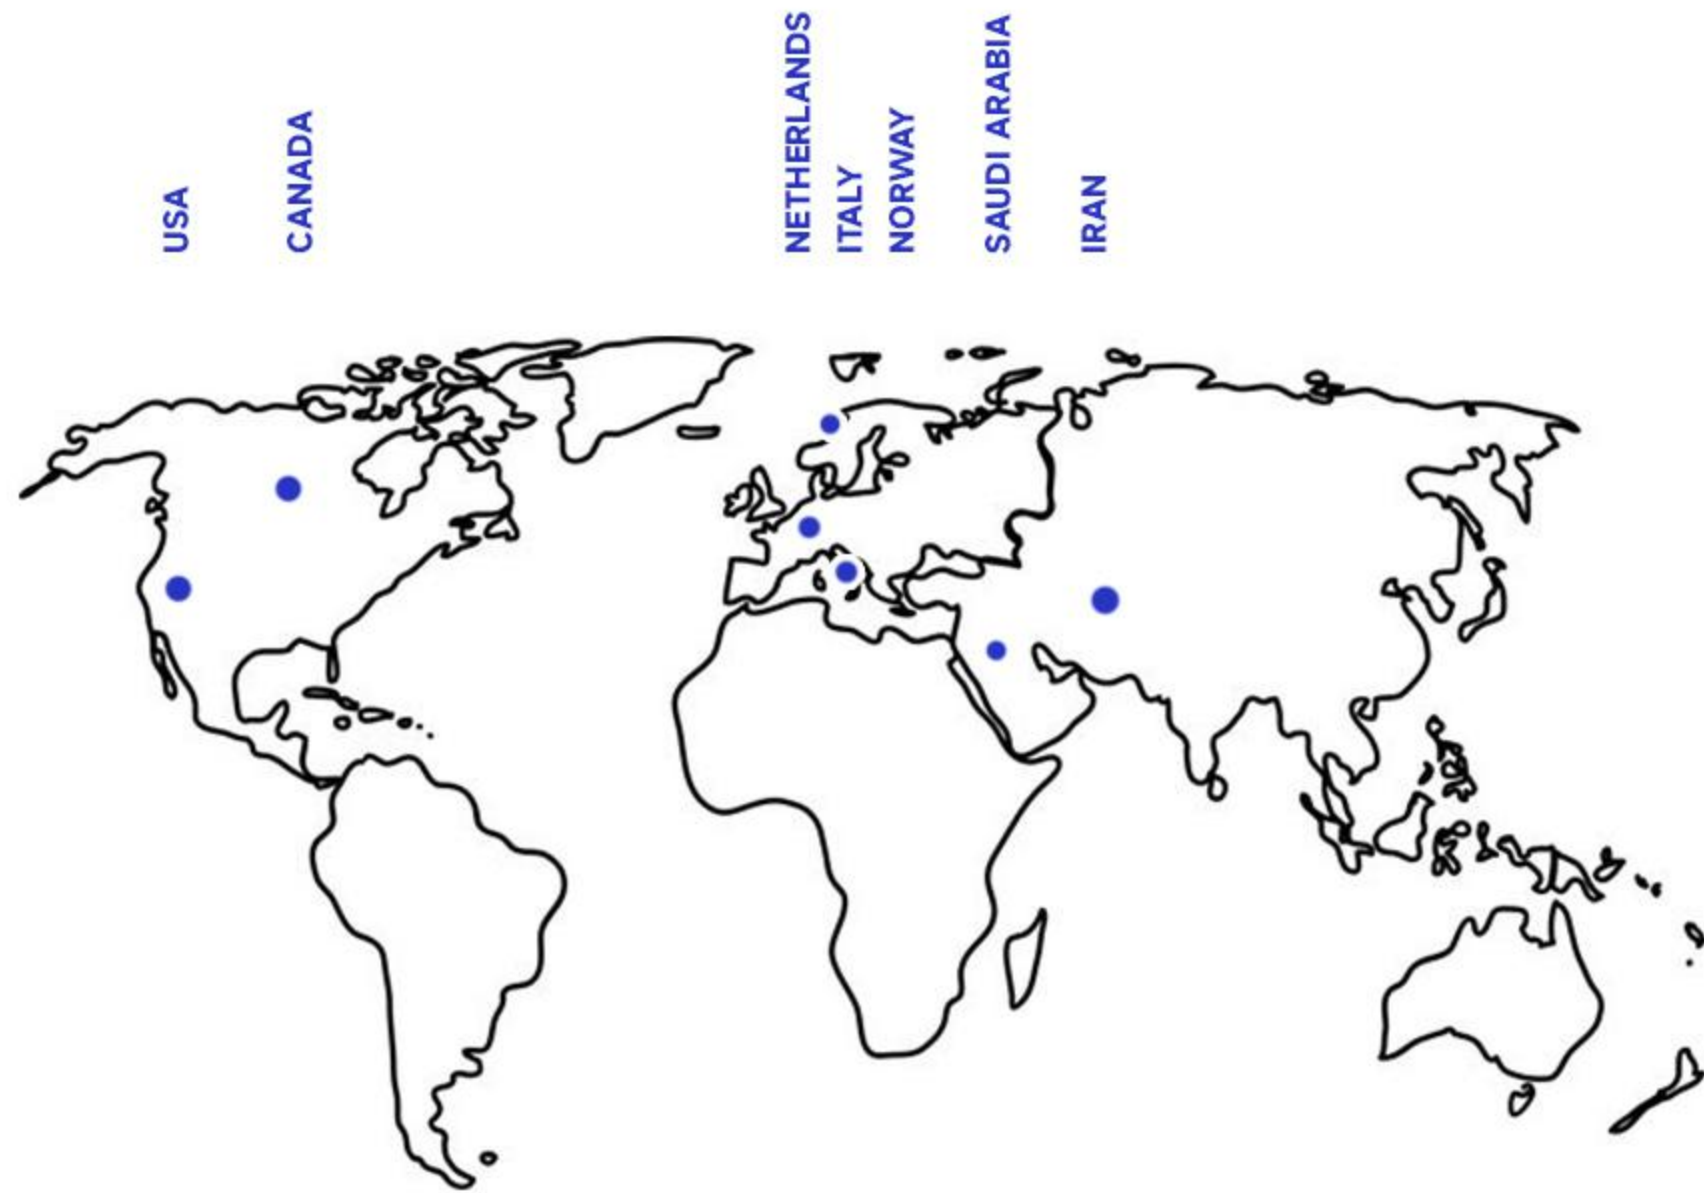 USA
CANADA
NETHERLANDS
ITALY
NORWAY
SAUDI ARABIA
IRAN